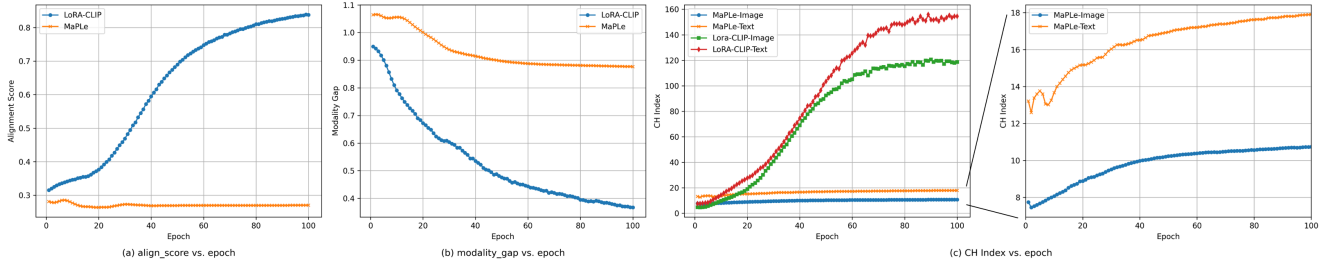 LoRA-CLIP
MaPLe
Alignment Score
0.8
0.7
0.6
0.5
0.4
0.3
0
20
40
60
80
100
Epoch
(a) align_score vs. epoch
LoRA-CLIP
MaPLe
Modality Gap
1.1
1.0
0.9
0.8
0.7
0.6
0.5
0.4
0
20
40
60
80
100
Epoch
(b) modality_gap vs. epoch
MaPLe-Image
MaPLe-Text
Lora-CLIP-Image
LoRA-CLIP-Text
CH Index
160
140
120
100
80
60
40
20
0
0
20
40
60
80
100
Epoch
MaPLe-Image
MaPLe-Text
CH Index
18
16
14
12
10
8
0
20
40
60
80
100
Epoch
(c) CH Index vs. epoch